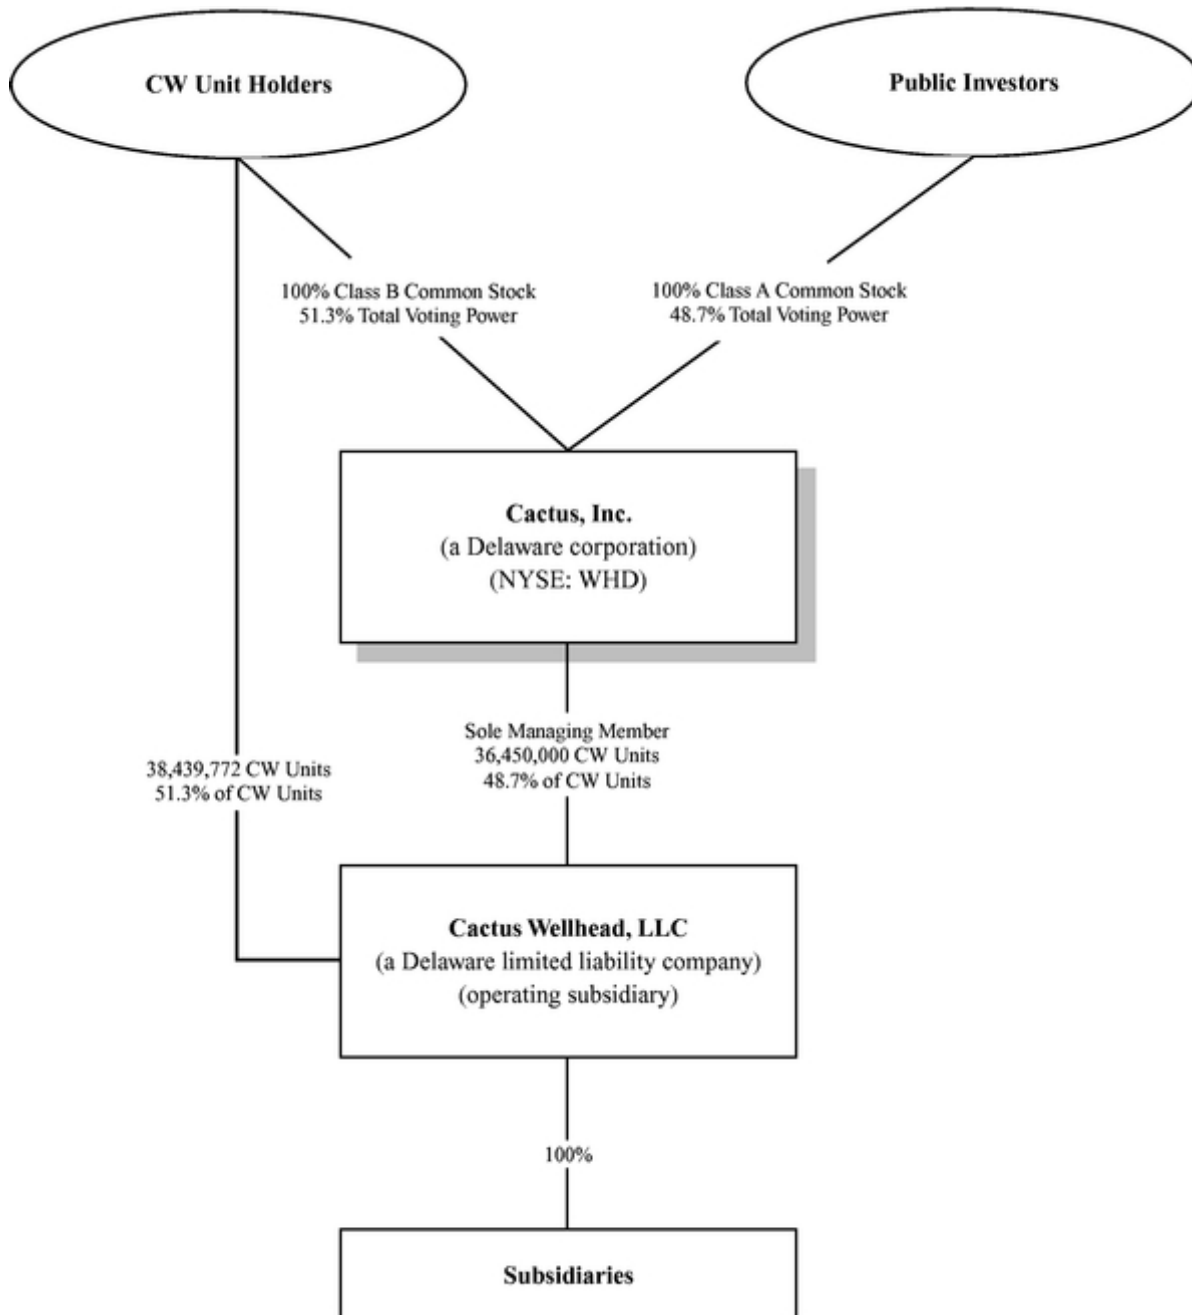 CW Unit Holders
Public Investors
100% Class B Common Stock
51.3% Total Voting Power
100% Class A Common Stock
48.7% Total Voting Power
Cactus, Inc.
(a Delaware corporation)
(NYSE: WHD)
Sole Managing Member
36,450,000 CW Units
48.7% of CW Units
38,439,772 CW Units
51.3% of CW Units
Cactus Wellhead, LLC
(a Delaware limited liability company)
(operating subsidiary)
100%
Subsidiaries